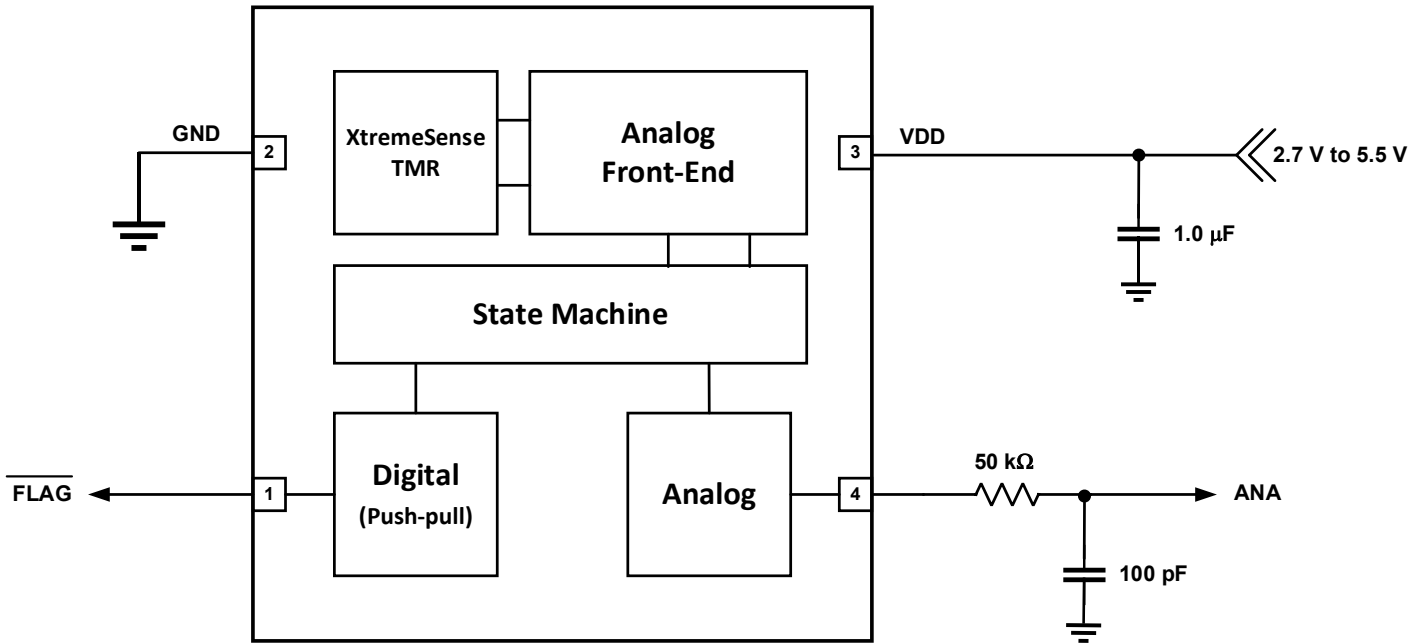 XtremeSense
TMR
Analog
Front-End
GND
2
3
VDD
2.7 V to 5.5 V
1.0 μF
State Machine
FLAG
1
Digital
(Push-pull)
Analog
4
50 kΩ
ANA
100 pF